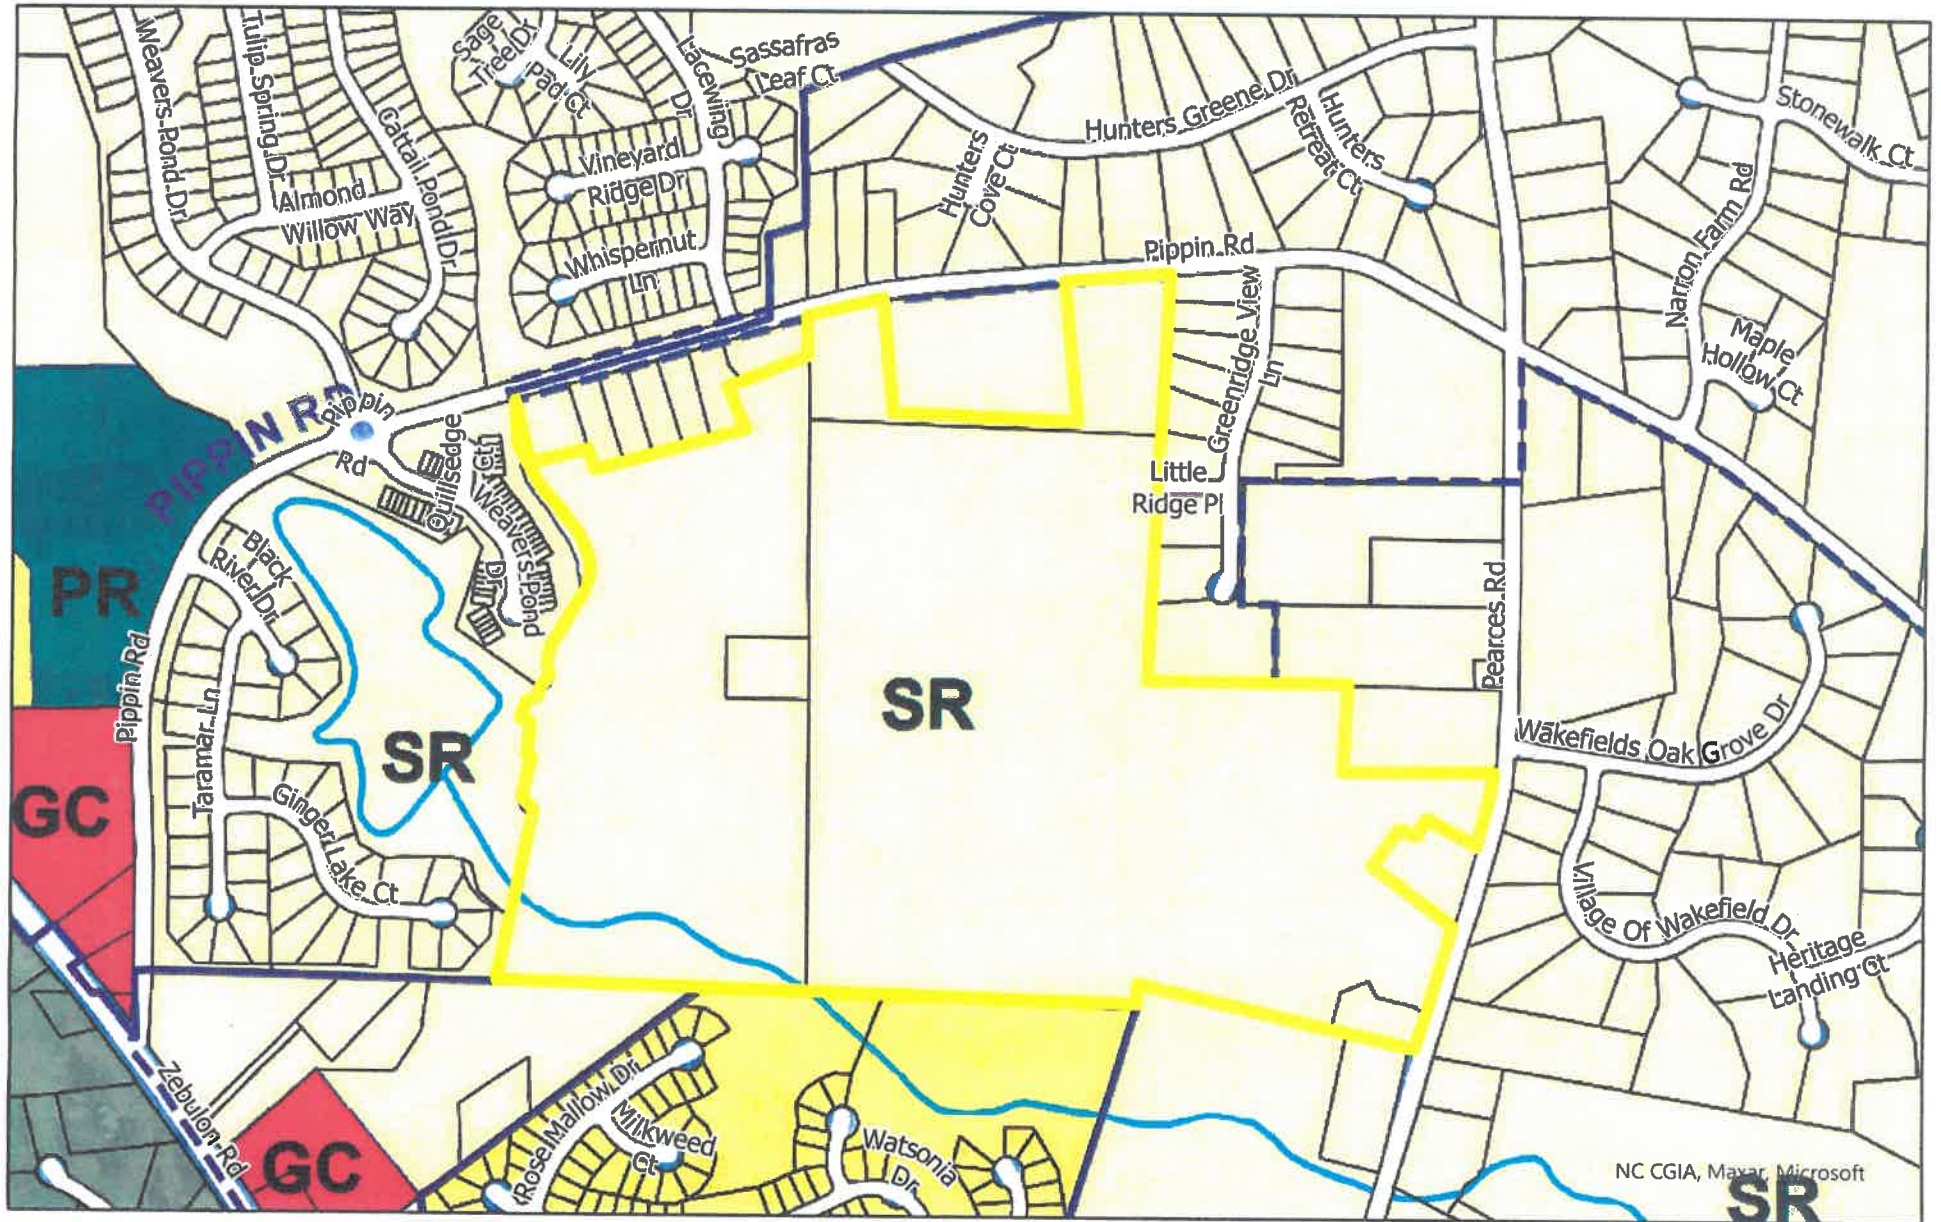 Weavers Pond Dr
Tulip Spring Dr
Sage
Tree Dr
Lily
Pad Ct
Lacewing
Dr
Sassafras
Leaf Ct
Cattail Pond Dr
Almond
Willow Way
Vineyard
Ridge Dr
Whispernut
Ln
Hunters Greene Dr
Hunters
Cove Ct
Hunters
Retreat Ct
Stonewalk Ct
Narron Farm Rd
Maple
Hollow Ct
Pippin Rd
Greenridge View
Ln
Little
Ridge Pl
PIPPIN RD
Pippin
Rd
Quillsedge
Ct
Weavers Pond
Dr
Black
River Dr
PR
Pippin Rd
Taramar Ln
SR
SR
Pearces Rd
Wakefields Oak Grove Dr
GC
Ginger Lake Ct
Village Of Wakefield Dr
Heritage
Landing Ct
Zebulon Rd
GC
Rose Mallow Dr
Milkweed
Ct
Watsonia
Dr
NC CGIA, Maxar, Microsoft
SR